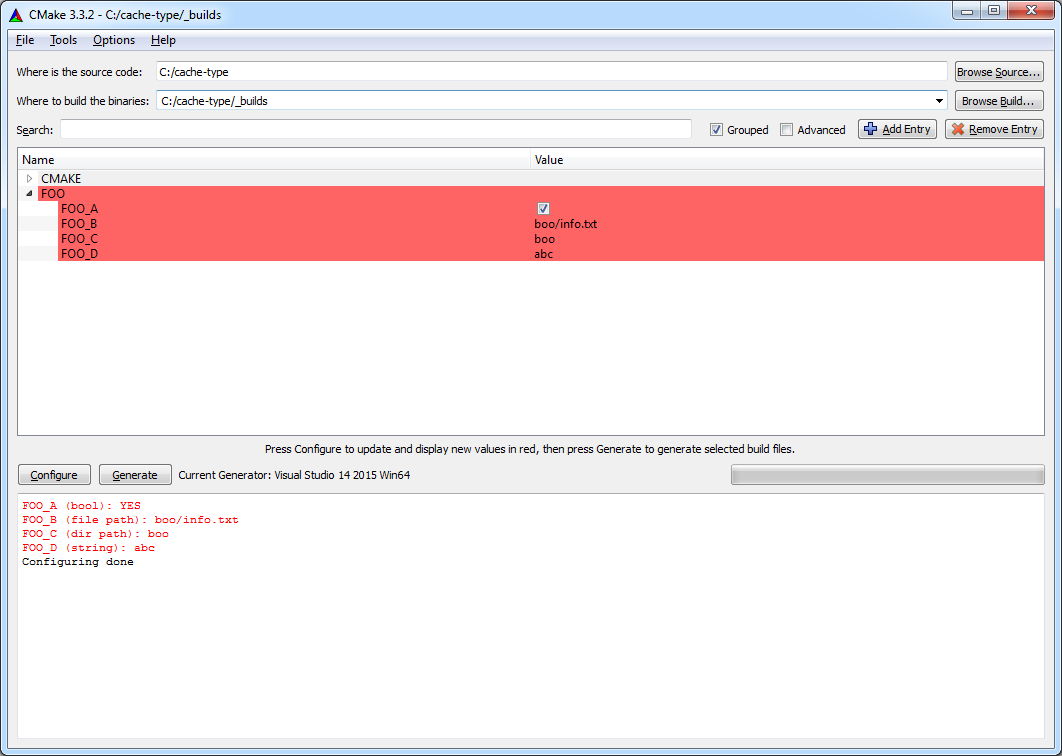 CMake 3.3.2 - C:/cache-type/_builds
File Tools Options Help
Where is the source code: C:/cache-type Browse Source...
Where to build the binaries: C:/cache-type/_builds Browse Build...
Search: Grouped Advanced Add Entry Remove Entry
Name Value
CMAKE
FOO
FOO_A
FOO_B boo/info.txt
FOO_C boo
FOO_D abc
Press Configure to update and display new values in red, then press Generate to generate selected build files.
Configure Generate Current Generator: Visual Studio 14 2015 Win64
FOO_A (bool): YES
FOO_B (file path): boo/info.txt
FOO_C (dir path): boo
FOO_D (string): abc
Configuring done